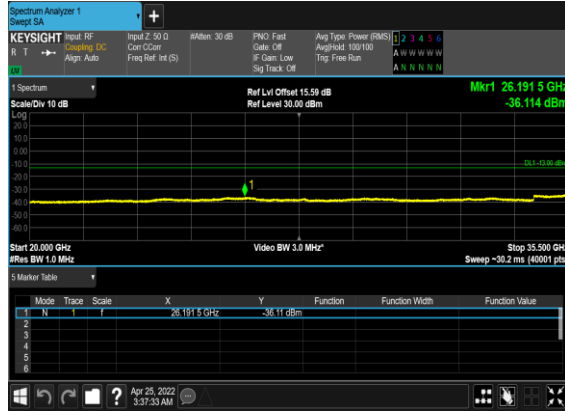 Spectrum Analyzer 1
Swept SA
+
KEYSIGHT Input: RF Input Z: 50 Ω #Atten: 30 dB PNO: Fast Avg Type: Power (RMS) 1 2 3 4 5 6
R T Coupling: DC Corr CCorr Gate: Off Avg|Hold: 100/100 A W W W W W
Align: Auto Freq Ref: Int (S) IF Gain: Low Trig: Free Run
Sig Track: Off A N N N N N
1 Spectrum Ref Lvl Offset 15.59 dB Mkr1 26.191 5 GHz
Scale/Div 10 dB Ref Level 30.00 dBm -36.114 dBm
Log
20.0
10.0
0.00
-10.0
DL1 -13.00 dBm
-20.0
1
-30.0
-40.0
-50.0
-60.0
Start 20.000 GHz Video BW 3.0 MHz* Stop 35.500 GHz
#Res BW 1.0 MHz Sweep ~30.2 ms (40001 pts)
5 Marker Table
Mode Trace Scale X Y Function Function Width Function Value
1 N 1 f 26.191 5 GHz -36.11 dBm
2
3
4
5
6
? Apr 25, 2022
3:37:33 AM